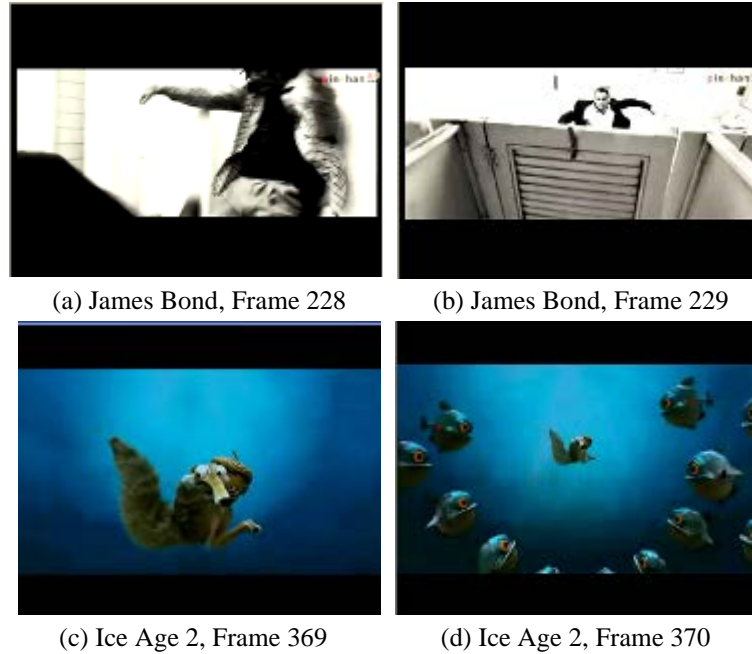 (a) James Bond, Frame 228
(b) James Bond, Frame 229
(c) Ice Age 2, Frame 369
(d) Ice Age 2, Frame 370